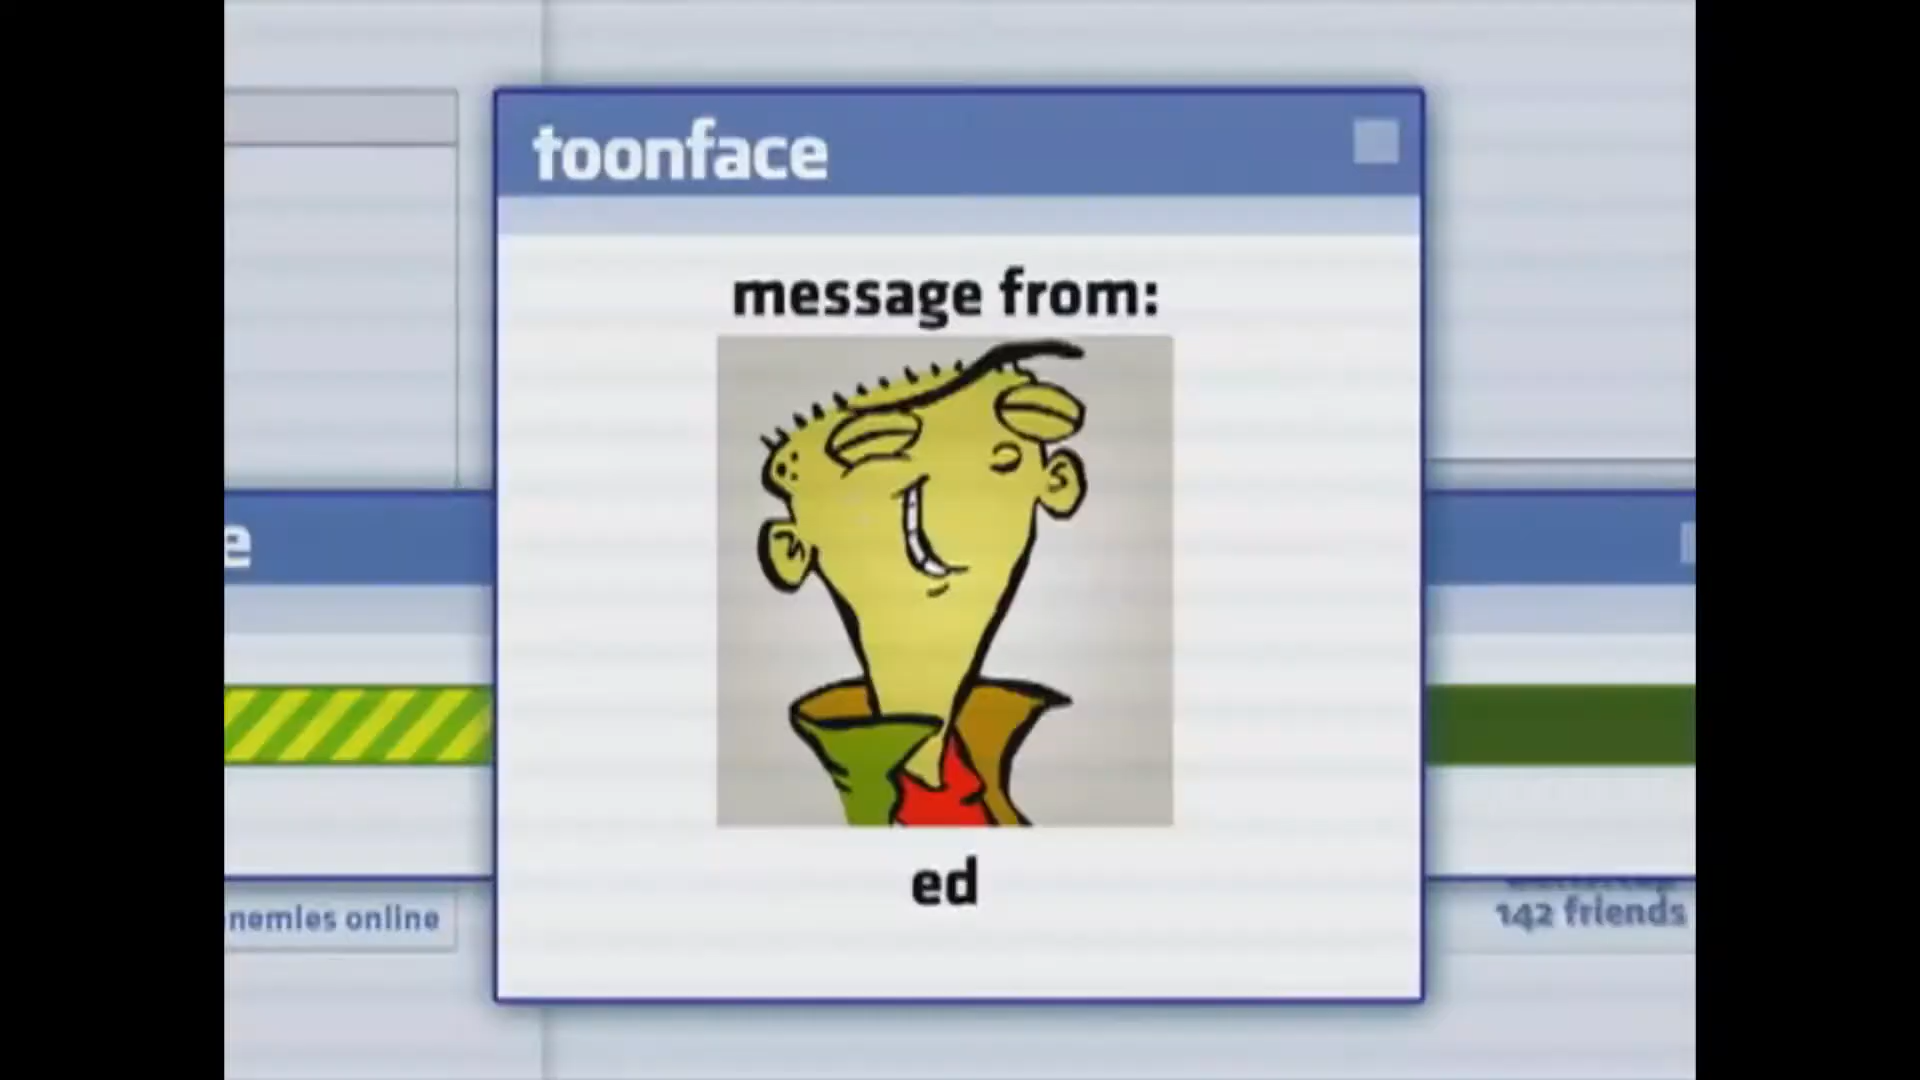 toonface
message from:
ed
e
nemies online
142 friends